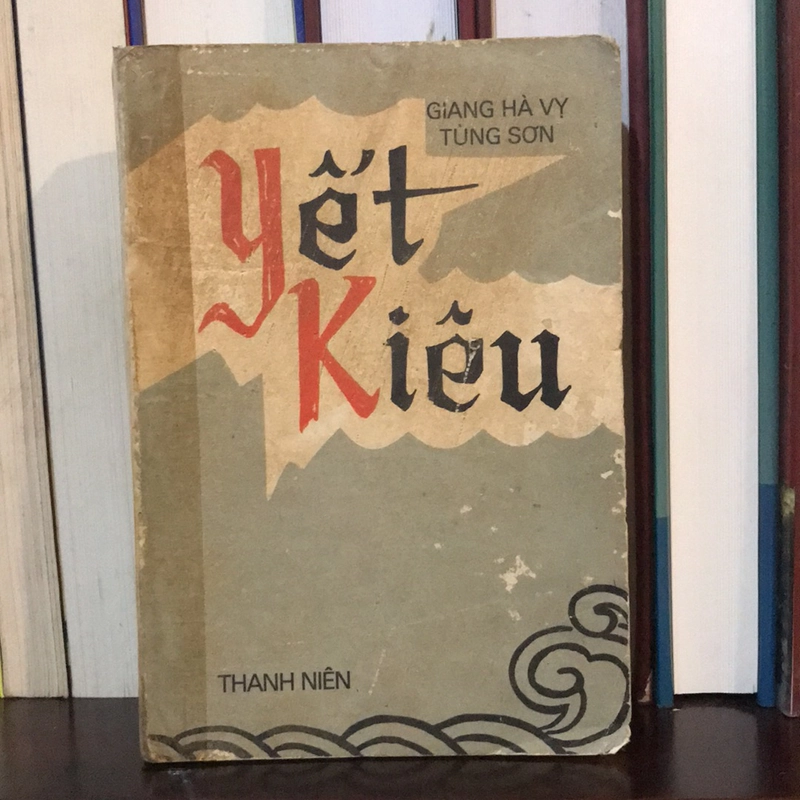 GIANG HÀ VỴ
TÙNG SƠN
Yết
Kiêu
THANH NIÊN